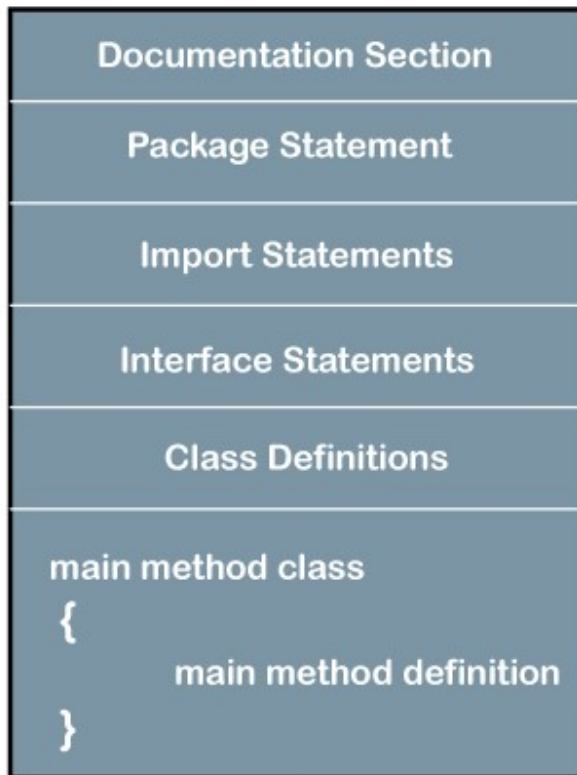 Documentation Section
Package Statement
Import Statements
Interface Statements
Class Definitions
main method class
{
main method definition
}